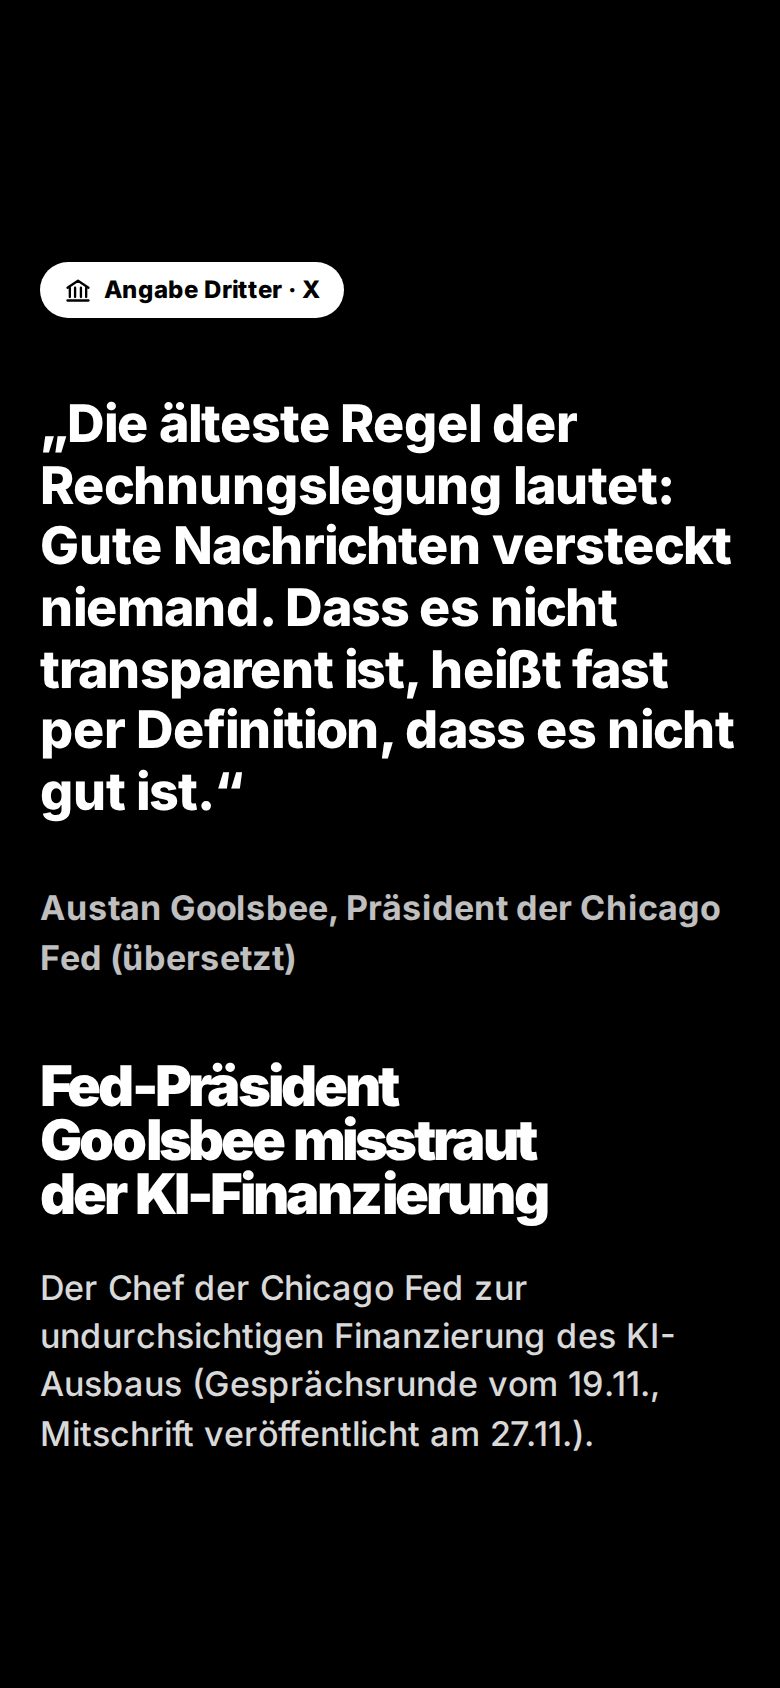 Angabe Dritter · X
„Die älteste Regel der
Rechnungslegung lautet:
Gute Nachrichten versteckt
niemand. Dass es nicht
transparent ist, heißt fast
per Definition, dass es nicht
gut ist.“
Austan Goolsbee, Präsident der Chicago
Fed (übersetzt)
Fed-Präsident
Goolsbee misstraut
der KI-Finanzierung
Der Chef der Chicago Fed zur
undurchsichtigen Finanzierung des KI-
Ausbaus (Gesprächsrunde vom 19.11.,
Mitschrift veröffentlicht am 27.11.).